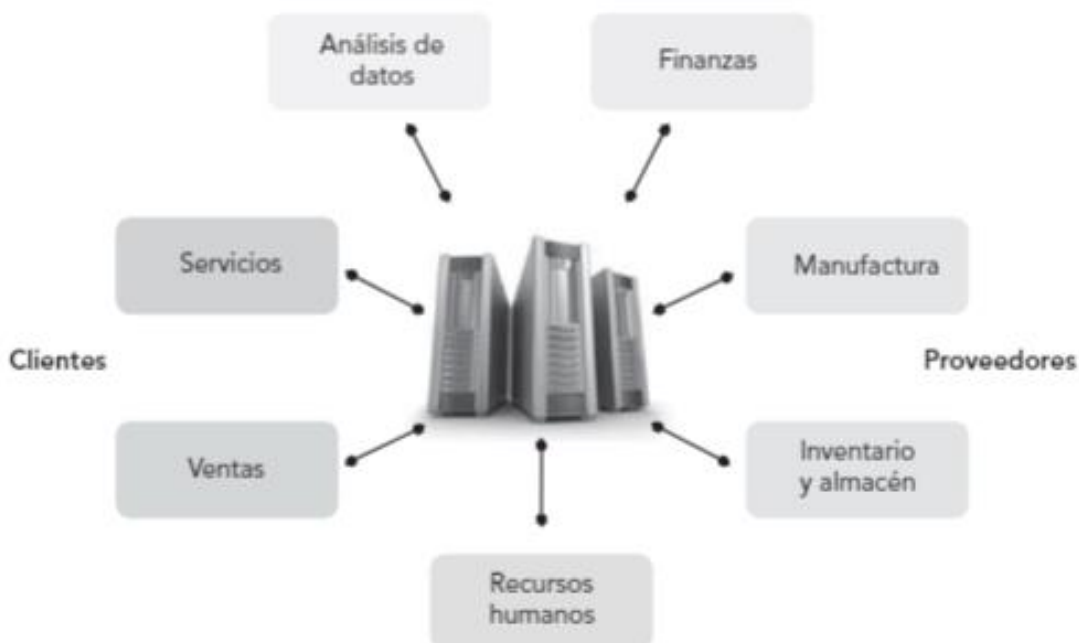 Análisis de
datos
Finanzas
Servicios
Manufactura
Clientes
Proveedores
Ventas
Inventario
y almacén
Recursos
humanos